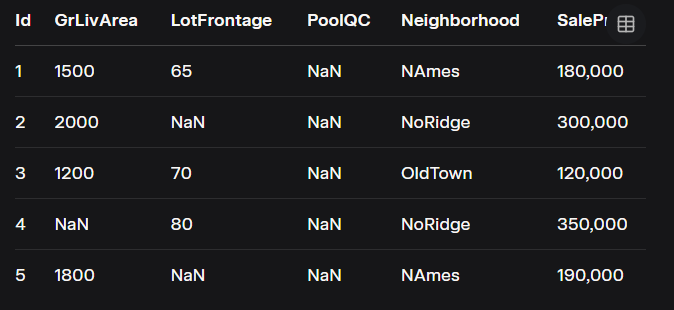 Id GrLivArea LotFrontage PoolQC Neighborhood SalePr
1 1500 65 NaN NAmes 180,000
2 2000 NaN NaN NoRidge 300,000
3 1200 70 NaN OldTown 120,000
4 NaN 80 NaN NoRidge 350,000
5 1800 NaN NaN NAmes 190,000